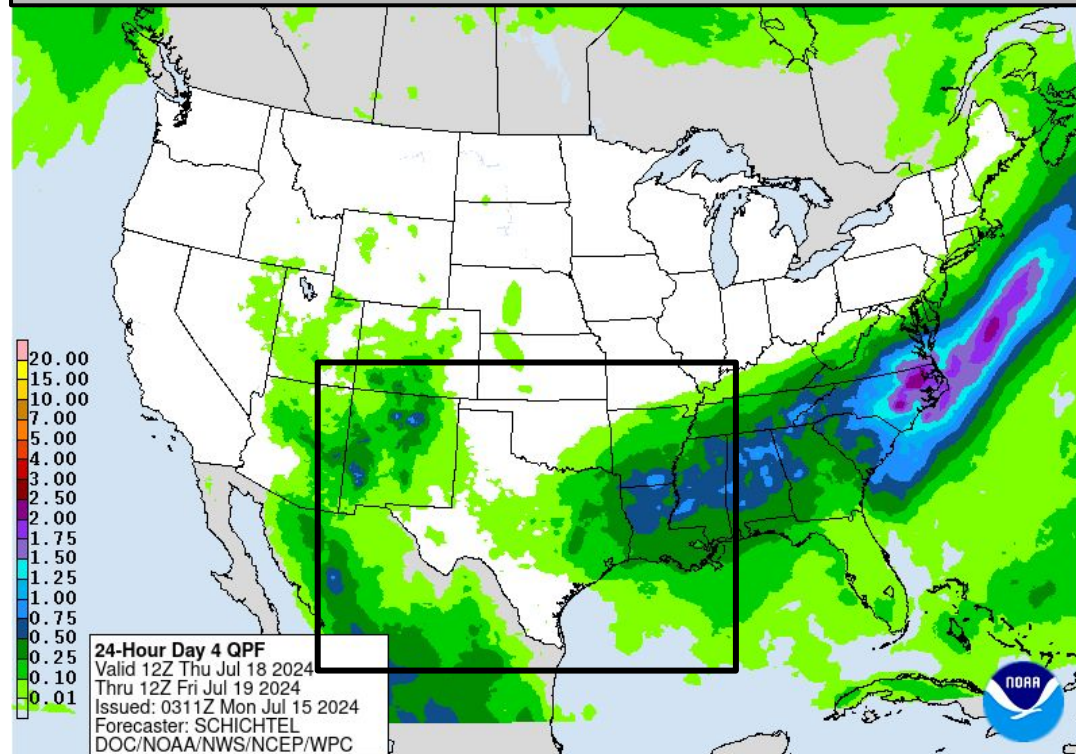 20.00
15.00
10.00
7.00
5.00
4.00
3.00
2.50
2.00
1.75
1.50
1.25
1.00
0.75
0.50
0.25
0.10
0.01
24-Hour Day 4 QPF
Valid 12Z Thu Jul 18 2024
Thru 12Z Fri Jul 19 2024
Issued: 0311Z Mon Jul 15 2024
Forecaster: SCHICHTEL
DOC/NOAA/NWS/NCEP/WPC
NOAA